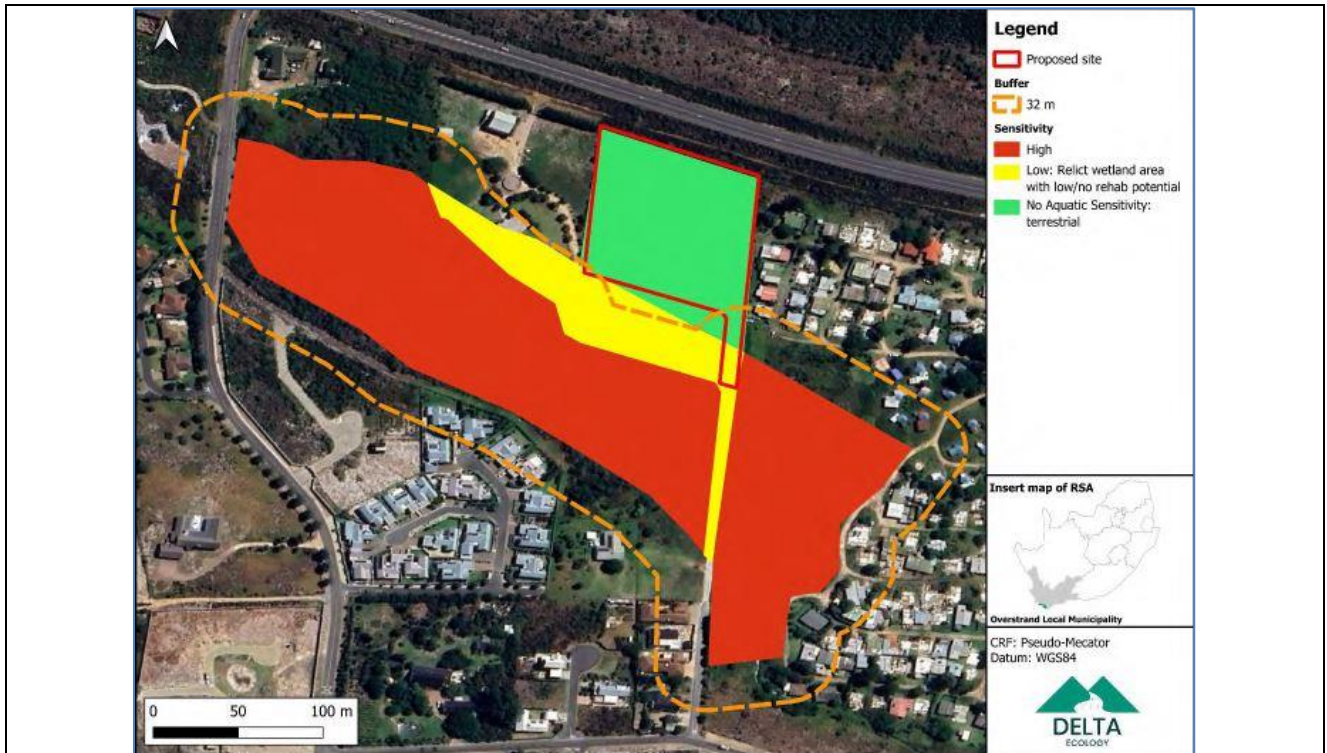 Legend
Proposed site
Buffer
32 m
Sensitivity
High
Low: Relict wetland area
with low/no rehab potential
No Aquatic Sensitivity:
terrestrial
Insert map of RSA
Overstrand Local Municipality
CRF: Pseudo-Mecator
Datum: WGS84
DELTA
ECOLOGY
0 50 100 m